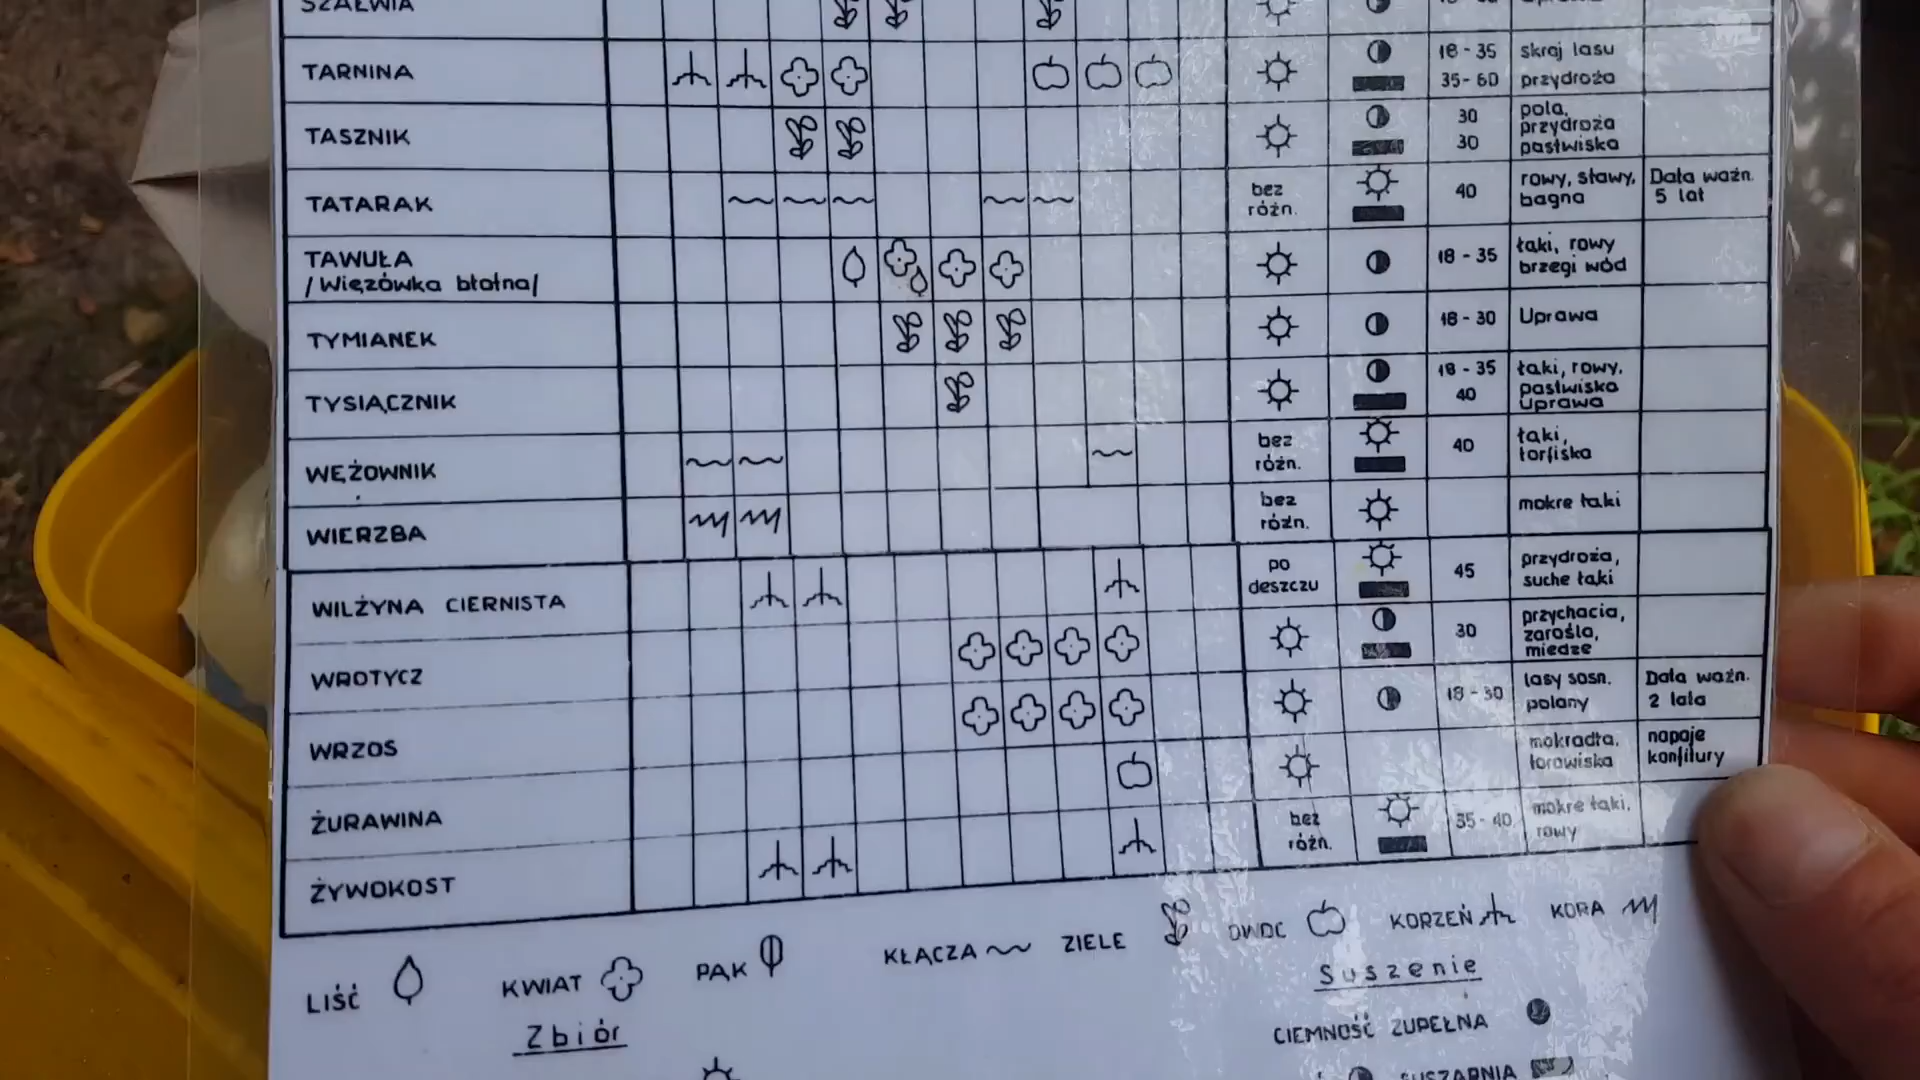 SZAŁWIA
TARNINA 18 - 35 skraj lasu
35 - 60 przydroża
TASZNIK 30 pola,
przydroża
30 pastwiska
TATARAK bez różn. 40 rowy, stawy, bagna Data ważn. 5 lat
TAWUŁA 18 - 35 łąki, rowy
/Więzówka błotna/ brzegi wód
TYMIANEK 18 - 30 Uprawa
TYSIĄCZNIK 18 - 35 łąki, rowy,
40 pastwiska
Uprawa
WĘŻOWNIK bez różn. 40 łąki, torfiska
WIERZBA bez różn. mokre łąki
WILŻYNA CIERNISTA po deszczu 45 przydroża, suche łąki
WROTYCZ 30 przychacia, zarośla, miedze
WRZOS 18 - 30 lasy sosn. polany Data ważn. 2 lata
ŻURAWINA mokradła, torowiska napoje konfitury
ŻYWOKOST bez różn. 35 - 40 mokre łąki, rowy
LIŚĆ KWIAT PĄK KŁĄCZA ZIELE OWOC KORZEŃ KORA
Zbiór Suszenie
CIEMNOŚĆ ZUPEŁNA
SUSZARNIA